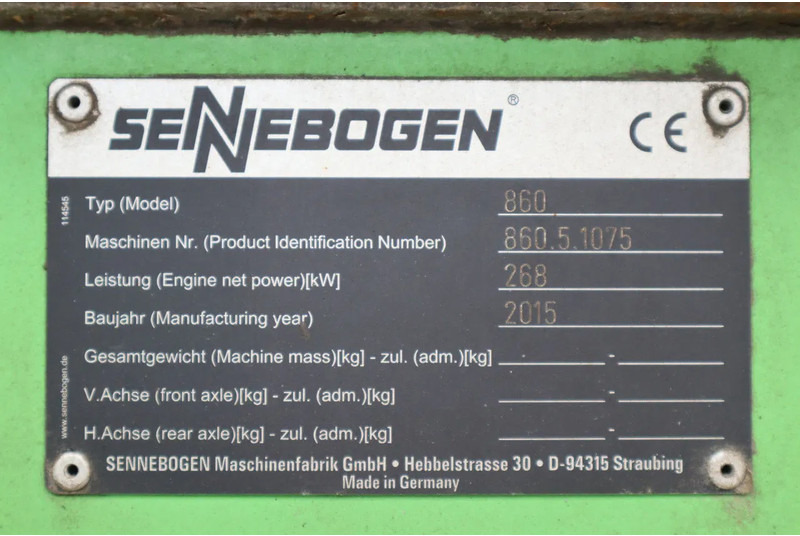 SENNEBOGEN® CE
114545
Typ (Model) 860
Maschinen Nr. (Product Identification Number) 860.5.1075
Leistung (Engine net power)[kW] 268
Baujahr (Manufacturing year) 2015
Gesamtgewicht (Machine mass)[kg] - zul. (adm.)[kg] -
V.Achse (front axle)[kg] - zul. (adm.)[kg] -
H.Achse (rear axle)[kg] - zul. (adm.)[kg] -
www.sennebogen.de
SENNEBOGEN Maschinenfabrik GmbH • Hebbelstrasse 30 • D-94315 Straubing
Made in Germany